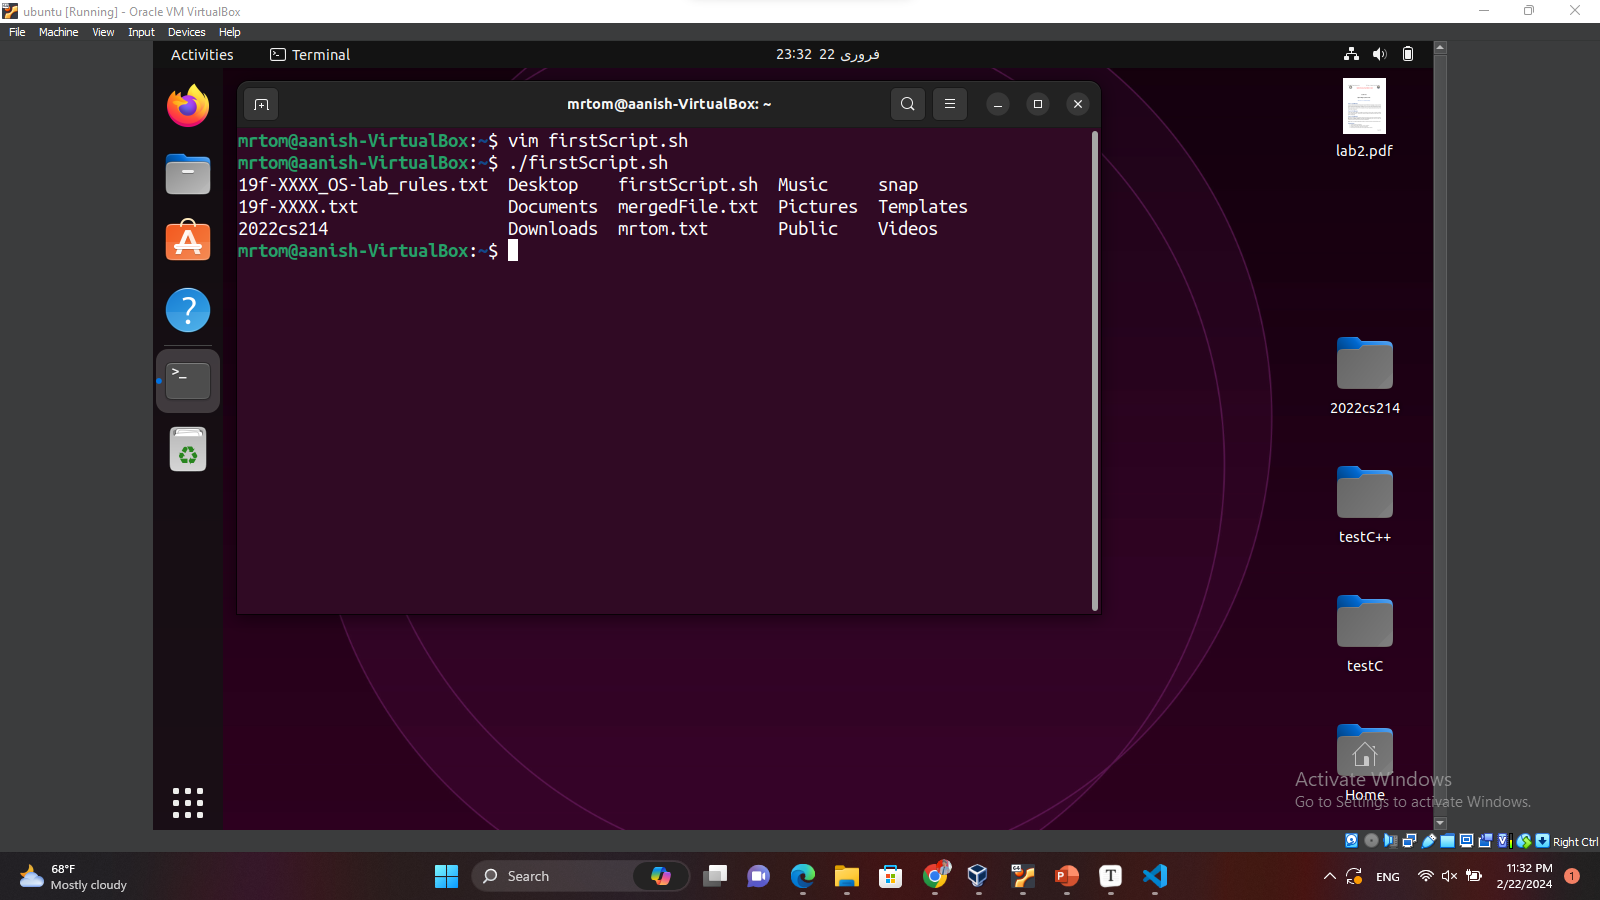 ubuntu [Running] - Oracle VM VirtualBox
File Machine View Input Devices Help
Activities Terminal 23:32 22 فروری
mrtom@aanish-VirtualBox: ~
mrtom@aanish-VirtualBox:~$ vim firstScript.sh
mrtom@aanish-VirtualBox:~$ ./firstScript.sh
19f-XXXX_OS-lab_rules.txt Desktop firstScript.sh Music snap
19f-XXXX.txt Documents mergedFile.txt Pictures Templates
2022cs214 Downloads mrtom.txt Public Videos
mrtom@aanish-VirtualBox:~$
lab2.pdf
2022cs214
testC++
testC
Home
Activate Windows
Go to Settings to activate Windows.
Right Ctrl
68°F
Mostly cloudy
Search
ENG
11:32 PM
2/22/2024
1